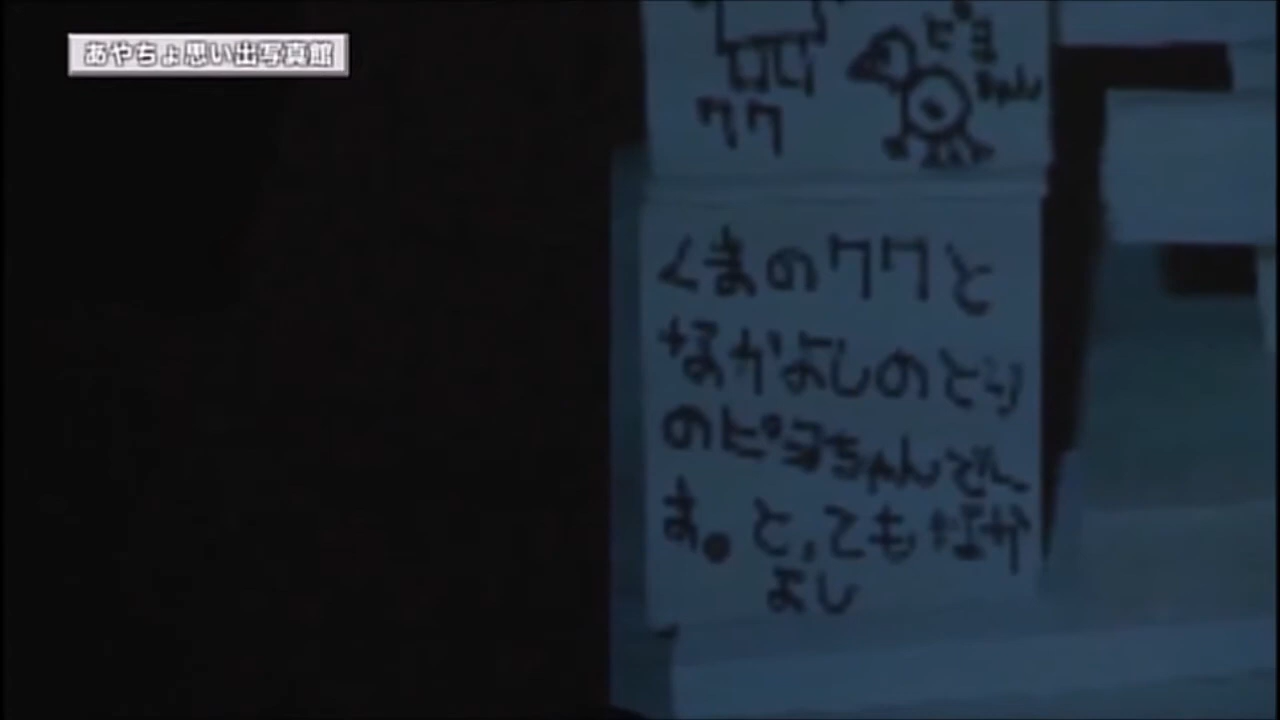 あやちょ思い出写真館
ピヨ
ちゃん
クク
くまのククと
なかよしのとり
のピヨちゃんで
す。とっても なか
よし